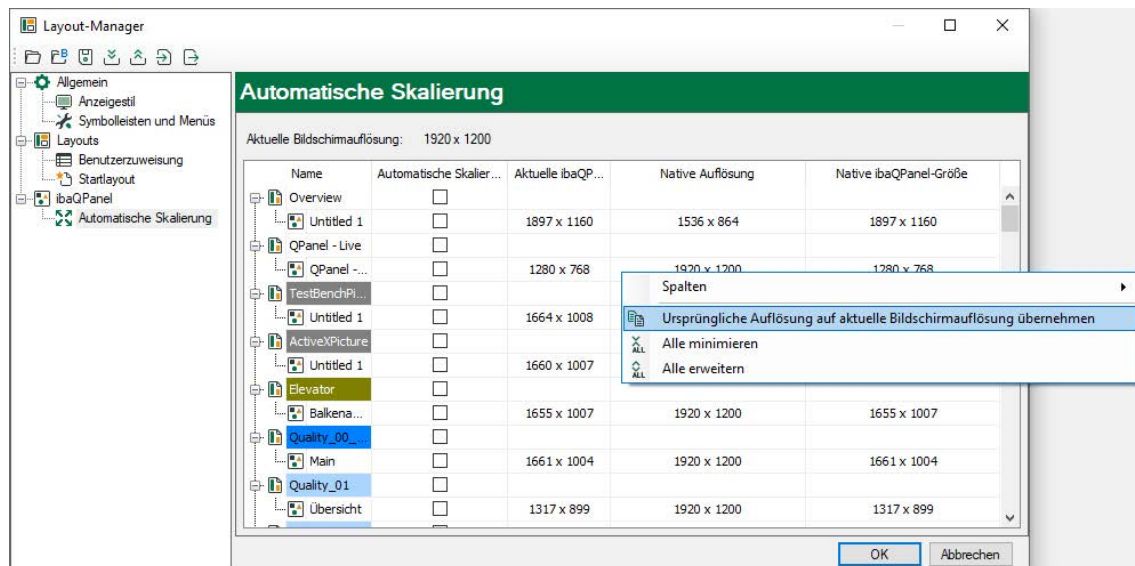 Layout-Manager
Allgemein
Anzeigestil
Symbolleisten und Menüs
Layouts
Benutzerzuweisung
Startlayout
ibaQPanel
Automatische Skalierung
Automatische Skalierung
Aktuelle Bildschirmauflösung: 1920 x 1200
Name Automatische Skalier... Aktuelle ibaQP... Native Auflösung Native ibaQPanel-Größe
Overview
Untitled 1 1897 x 1160 1536 x 864 1897 x 1160
QPanel - Live
QPanel -... 1280 x 768 1920 x 1200 1280 x 768
TestBenchPi...
Untitled 1 1664 x 1008
ActiveXPicture
Untitled 1 1660 x 1007
Elevator
Balkena... 1655 x 1007 1920 x 1200 1655 x 1007
Quality_00_...
Main 1661 x 1004 1920 x 1200 1661 x 1004
Quality_01
Übersicht 1317 x 899 1920 x 1200 1317 x 899
Spalten
Ursprüngliche Auflösung auf aktuelle Bildschirmauflösung übernehmen
ALL Alle minimieren
ALL Alle erweitern
OK Abbrechen